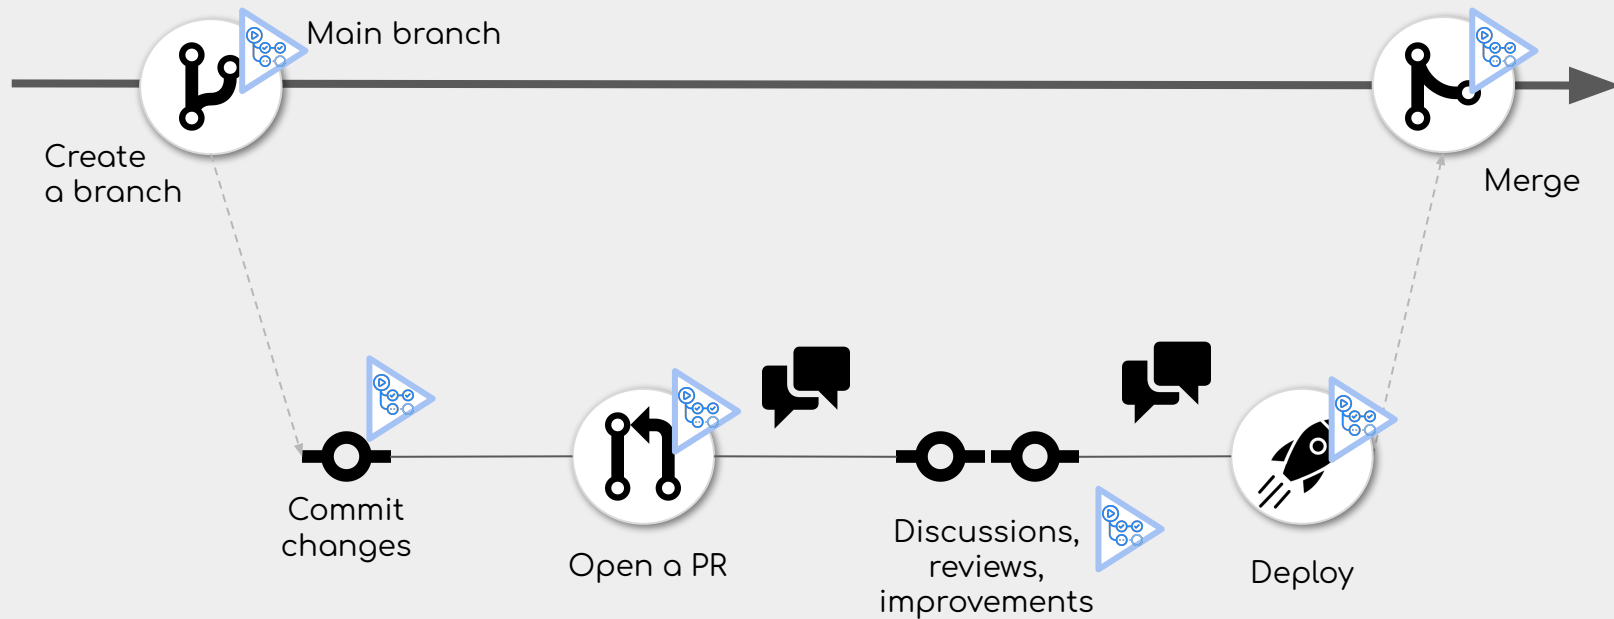 Main branch
Create
a branch
Merge
Commit
changes
Open a PR
Discussions,
reviews,
improvements
Deploy